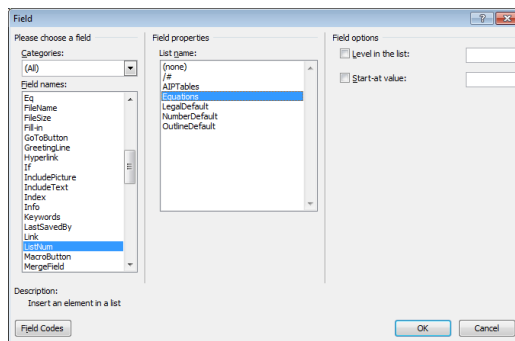 Field
Please choose a field
Categories:
(All)
Field names:
Eq
FileName
FileSize
Fill-in
GoToButton
GreetingLine
Hyperlink
If
IncludePicture
IncludeText
Index
Info
Keywords
LastSavedBy
Link
ListNum
MacroButton
MergeField
Field properties
List name:
(none)
/#
AIPTables
Equations
LegalDefault
NumberDefault
OutlineDefault
Field options
Level in the list:
Start-at value:
Description:
Insert an element in a list
Field Codes
OK
Cancel